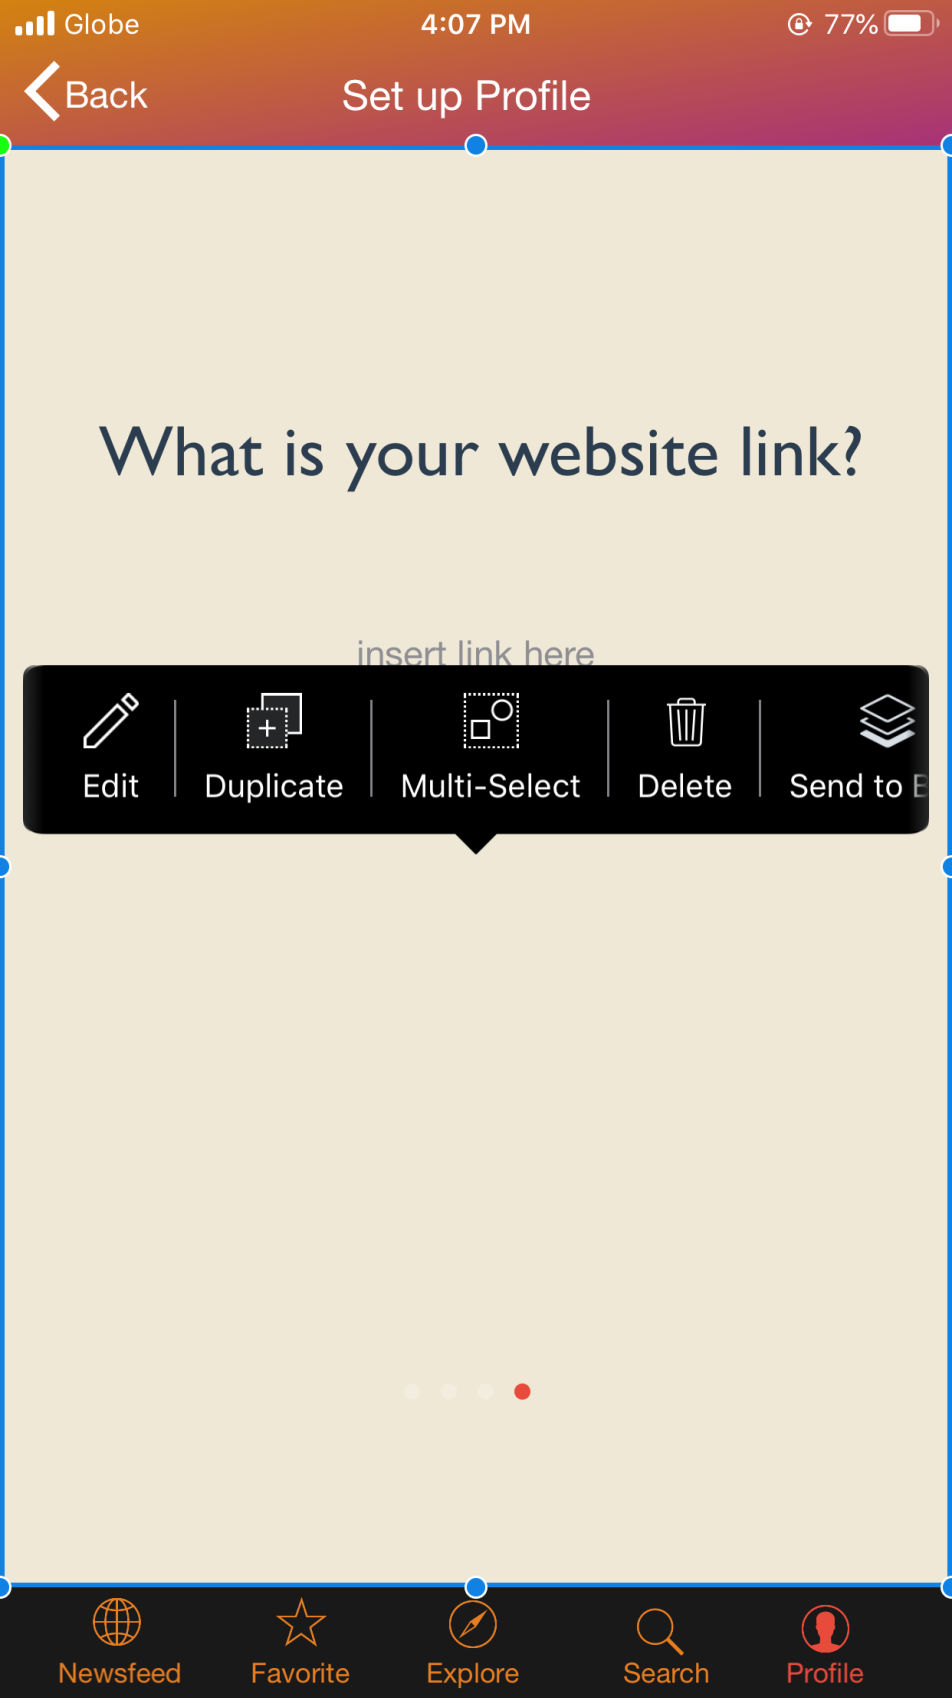 Globe 4:07 PM 77%
Back Set up Profile
What is your website link?
insert link here
Edit Duplicate Multi-Select Delete Send to
Newsfeed Favorite Explore Search Profile